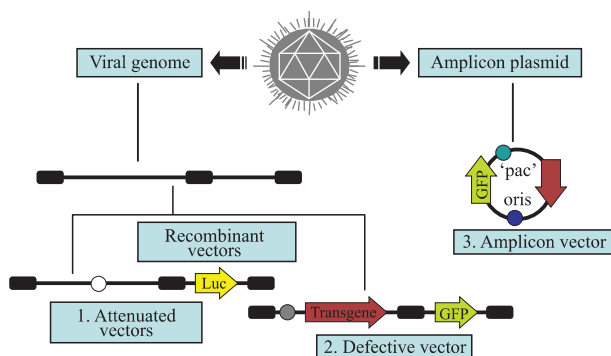 Viral genome
Amplicon plasmid
GFP
'pac'
oris
3. Amplicon vector
Recombinant
vectors
Luc
1. Attenuated
vectors
Transgene
GFP
2. Defective vector